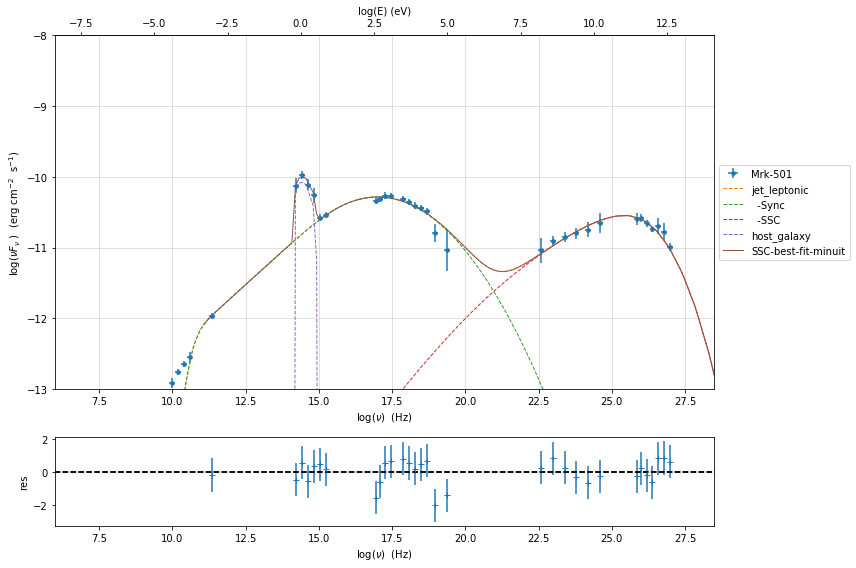 log(E) (eV)
−7.5 −5.0 −2.5 0.0 2.5 5.0 7.5 10.0 12.5
−8
−9
−10
−11
−12
−13
log(νFν ) (erg cm⁻² s⁻¹)
7.5 10.0 12.5 15.0 17.5 20.0 22.5 25.0 27.5
log(ν) (Hz)
Mrk-501
jet_leptonic
-Sync
-SSC
host_galaxy
SSC-best-fit-minuit
2
0
−2
res
7.5 10.0 12.5 15.0 17.5 20.0 22.5 25.0 27.5
log(ν) (Hz)